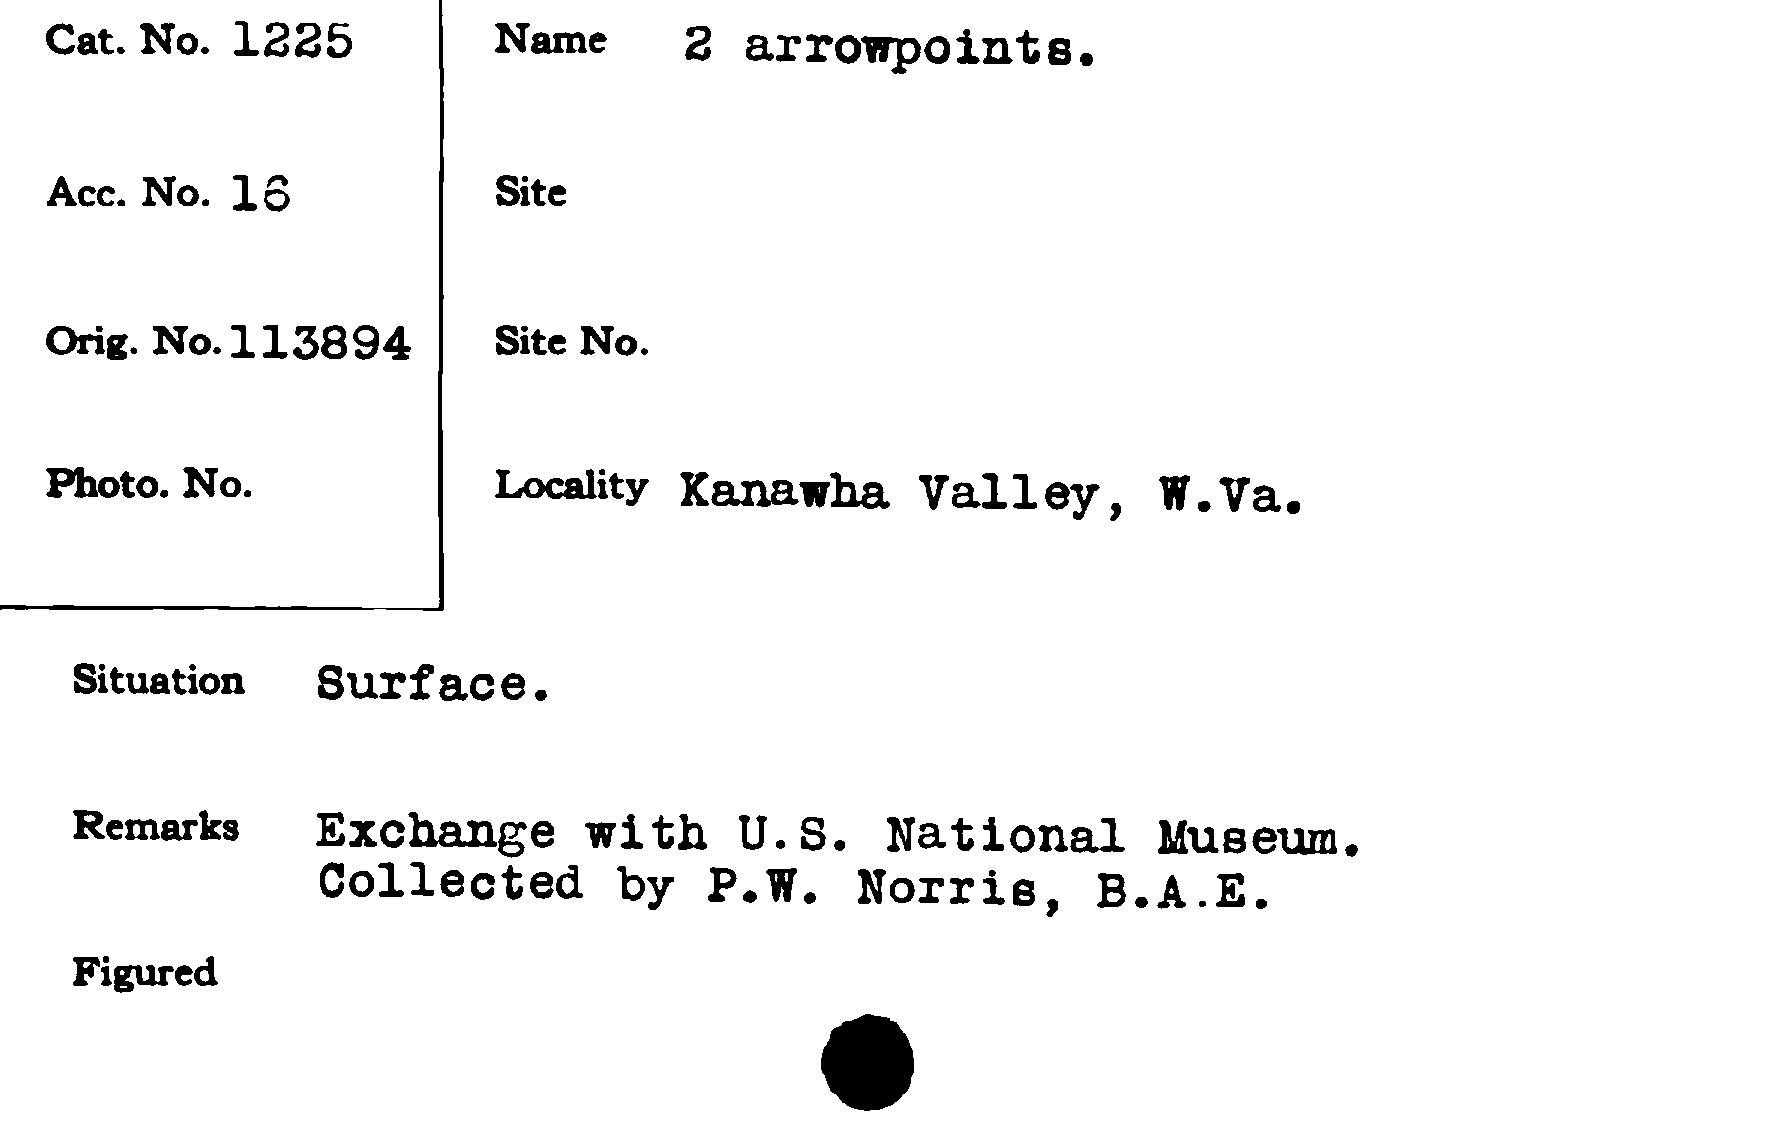 Cat. No. 1225
Acc. No. 16
Orig. No. 113894
Photo. No.
Name 2 arrowpoints.
Site
Site No.
Locality Kanawha Valley, W.Va.
Situation Surface.
Remarks Exchange with U.S. National Museum.
Collected by P.W. Norris, B.A.E.
Figured